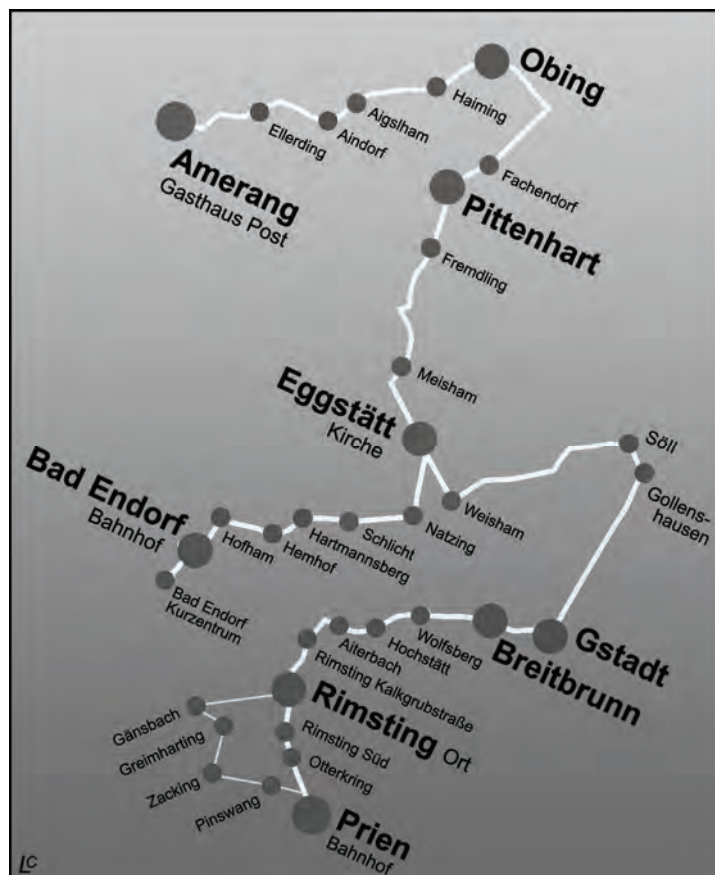 Obing
Haiming
Aigslham
Aindorf
Ellerding
Amerang
Gasthaus Post
Fachendorf
Pittenhart
Fremdling
Meisham
Eggstätt
Kirche
Söll
Gollens-
hausen
Weisham
Natzing
Schlicht
Hartmannsberg
Hemhof
Hofham
Bad Endorf
Bahnhof
Bad Endorf
Kurzentrum
Gstadt
Breitbrunn
Wolfsberg
Hochstätt
Aiterbach
Rimsting Kalkgrubstraße
Rimsting Ort
Gänsbach
Greimharting
Rimsting Süd
Otterkring
Zacking
Pinswang
Prien
Bahnhof
LC